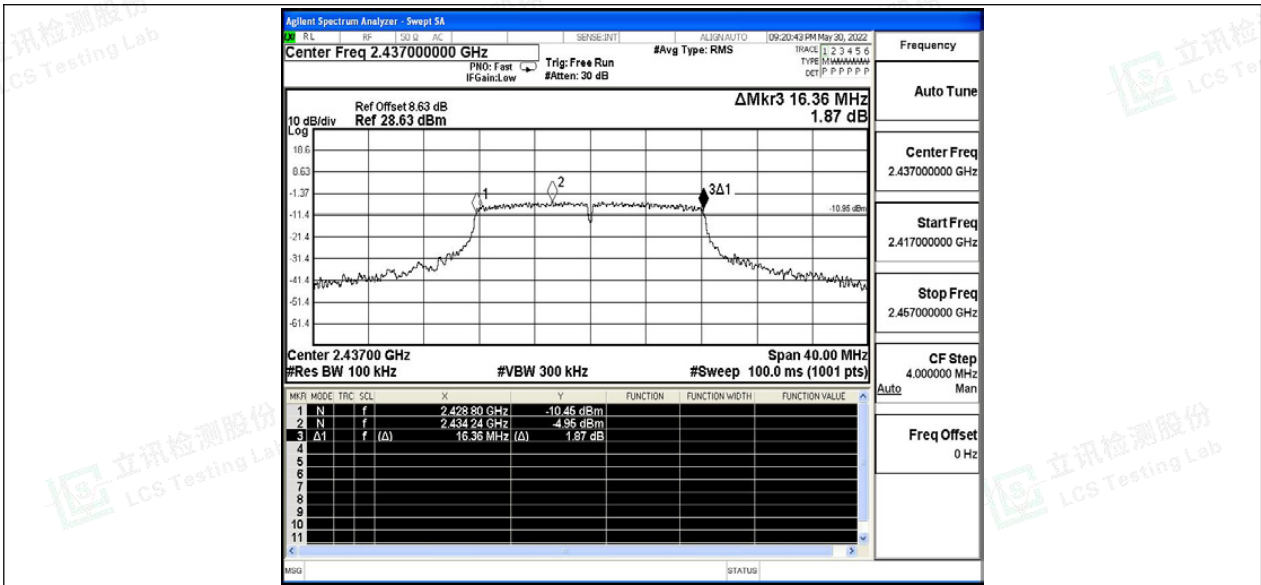 Agilent Spectrum Analyzer - Swept SA
RL RF 50 Ω AC SENSE:INT ALIGNAUTO 09:20:43 PM May 30, 2022
Center Freq 2.437000000 GHz
#Avg Type: RMS
TRACE 1 2 3 4 5 6
PNO: Fast
Trig: Free Run
TYPE M
IFGain:Low
#Atten: 30 dB
DET P P P P P P
Ref Offset 8.63 dB
ΔMkr3 16.36 MHz
10 dB/div Ref 28.63 dBm
1.87 dB
Log
18.6
8.63
-1.37
-11.4
-21.4
-31.4
-41.4
-51.4
-61.4
1
2
3Δ1
-10.95 dBm
Center 2.43700 GHz
Span 40.00 MHz
#Res BW 100 kHz
#VBW 300 kHz
#Sweep 100.0 ms (1001 pts)
MKR MODE TRC SCL X Y FUNCTION FUNCTION WIDTH FUNCTION VALUE
1 N f 2.428 80 GHz -10.45 dBm
2 N f 2.434 24 GHz -4.95 dBm
3 Δ1 f (Δ) 16.36 MHz (Δ) 1.87 dB
4
5
6
7
8
9
10
11
MSG
STATUS
Frequency
Auto Tune
Center Freq
2.437000000 GHz
Start Freq
2.417000000 GHz
Stop Freq
2.457000000 GHz
CF Step
4.000000 MHz
Auto Man
Freq Offset
0 Hz
讯检测股份
LCS Testing Lab
立讯检
LCS Te
立讯检测股份
LCS Testing Lab
立讯检测股份
LCS Testing Lab